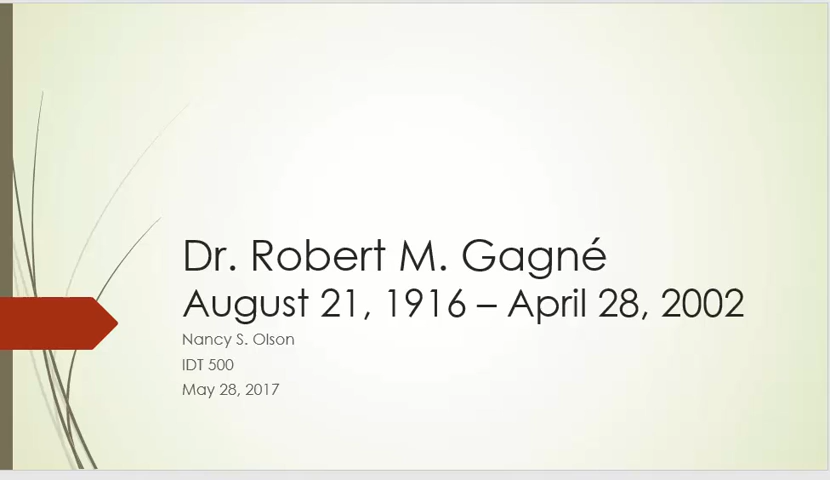 Dr. Robert M. Gagné
August 21, 1916 – April 28, 2002
Nancy S. Olson
IDT 500
May 28, 2017